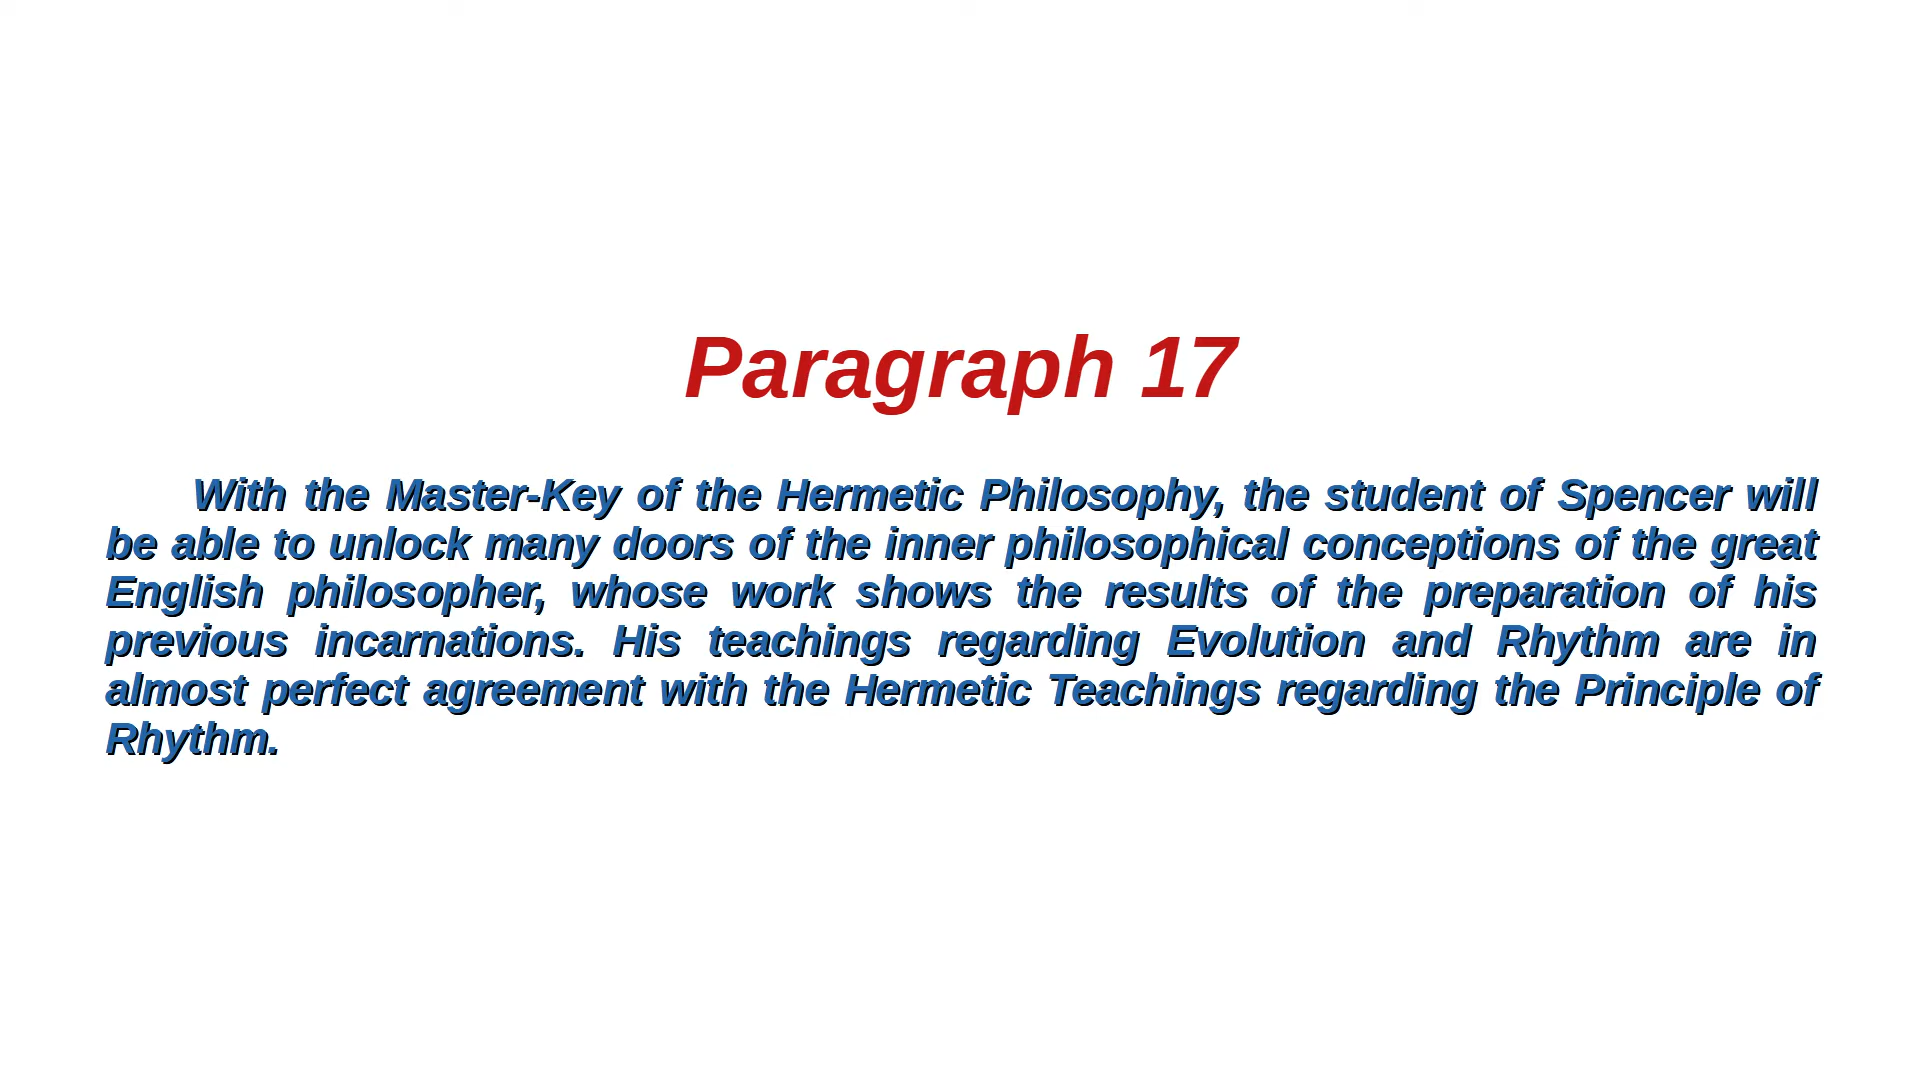 Paragraph 17
With the Master-Key of the Hermetic Philosophy, the student of Spencer will
be able to unlock many doors of the inner philosophical conceptions of the great
English philosopher, whose work shows the results of the preparation of his
previous incarnations. His teachings regarding Evolution and Rhythm are in
almost perfect agreement with the Hermetic Teachings regarding the Principle of
Rhythm.